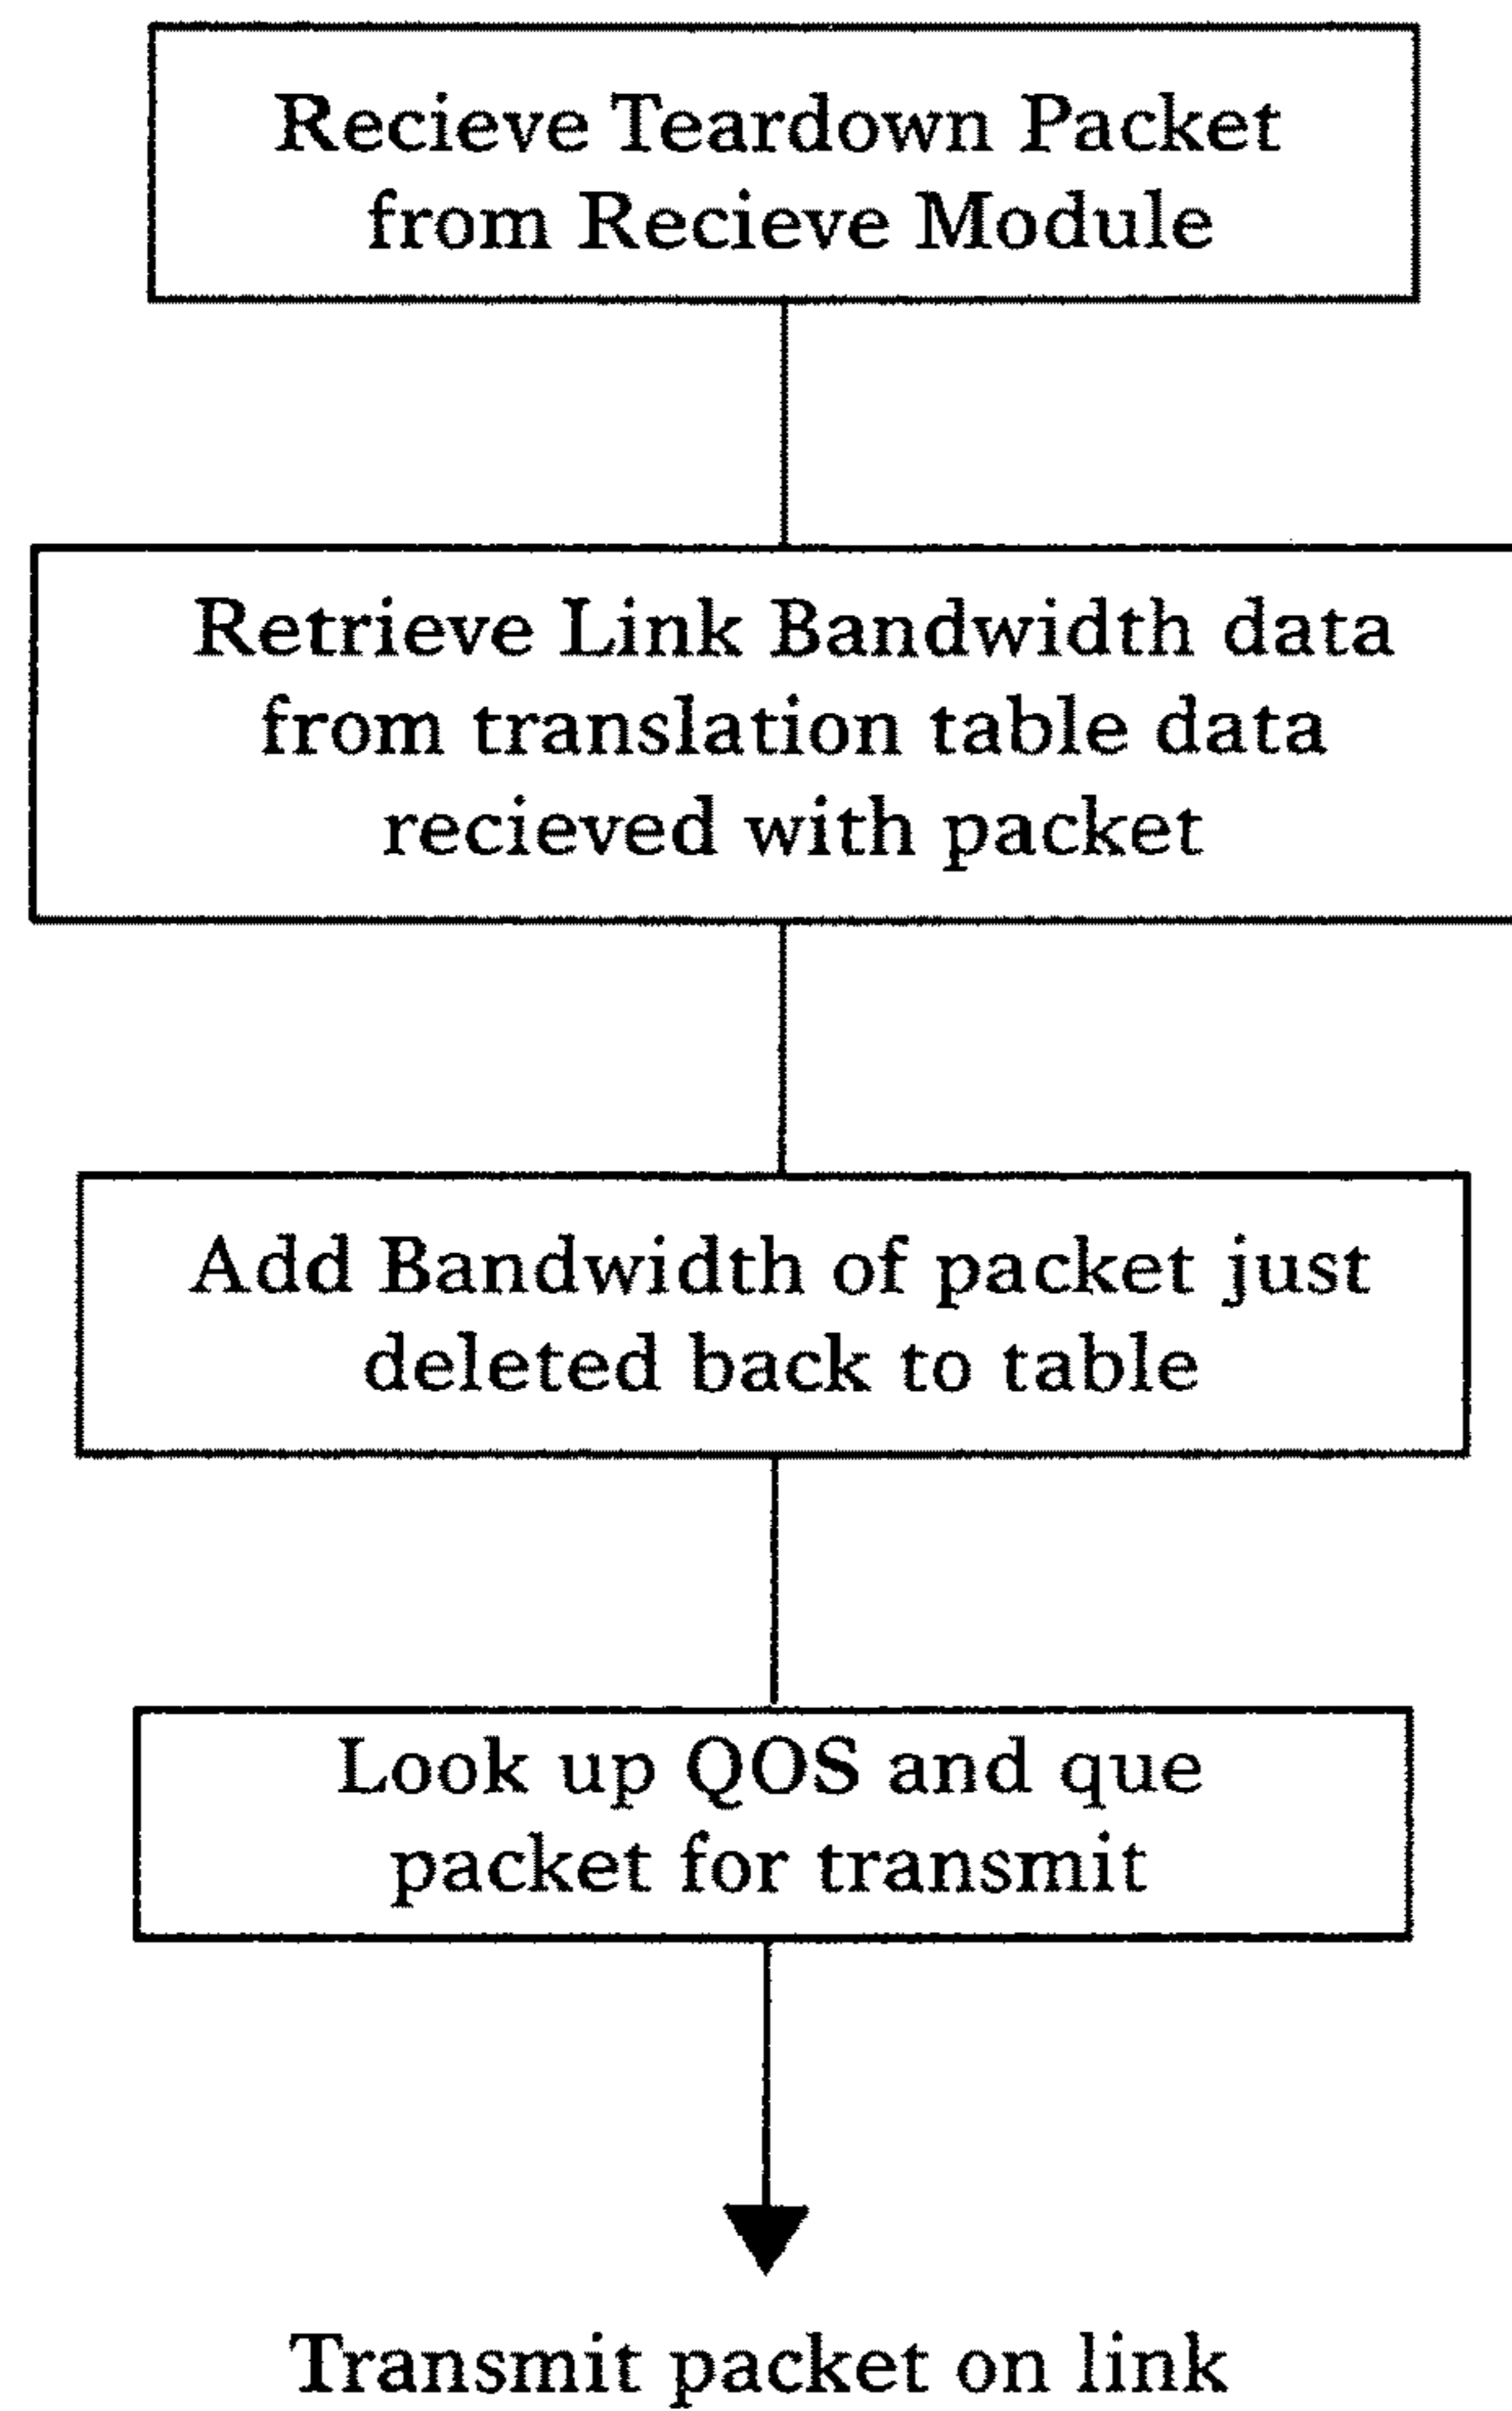 Recieve Teardown Packet
from Recieve Module
Retrieve Link Bandwidth data
from translation table data
recieved with packet
Add Bandwidth of packet just
deleted back to table
Look up QOS and que
packet for transmit
Transmit packet on link